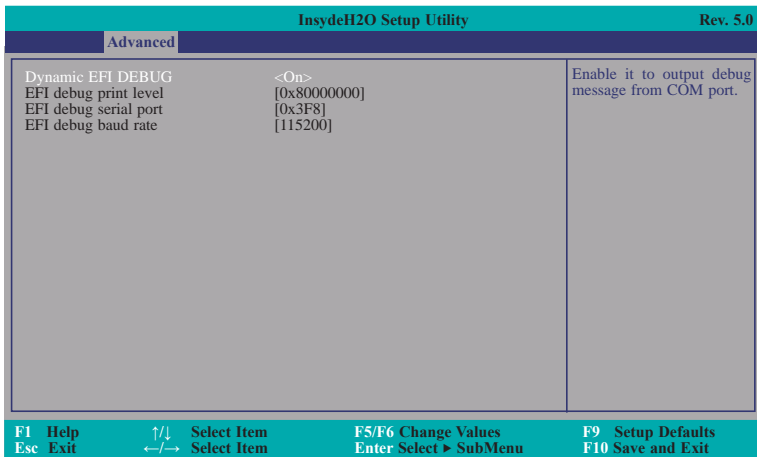 InsydeH2O Setup Utility Rev. 5.0
Advanced
Dynamic EFI DEBUG <On>
EFI debug print level [0x80000000]
EFI debug serial port [0x3F8]
EFI debug baud rate [115200]
Enable it to output debug
message from COM port.
F1 Help ↑/↓ Select Item F5/F6 Change Values F9 Setup Defaults
Esc Exit ←/→ Select Item Enter Select ▶ SubMenu F10 Save and Exit